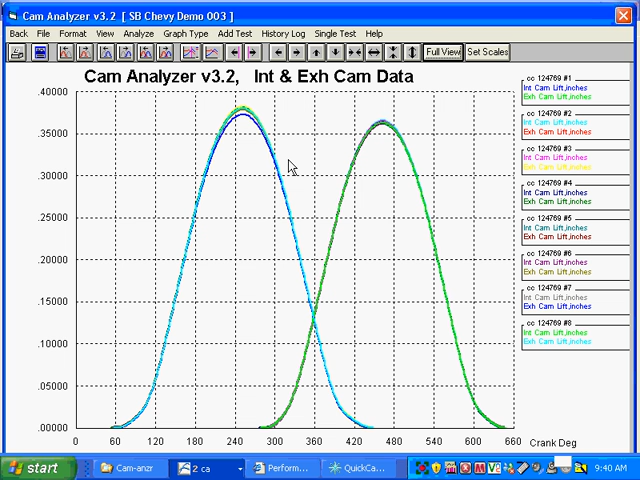 Cam Analyzer v3.2 [ SB Chevy Demo 003 ]
Back File Format View Analyze Graph Type Add Test History Log Single Test Help
Full View Set Scales
Cam Analyzer v3.2, Int & Exh Cam Data
.40000
.35000
.30000
.25000
.20000
.15000
.10000
.05000
.00000
0 60 120 180 240 300 360 420 480 540 600 660
Crank Deg
cc 124769 #1
Int Cam Lift,inches
Exh Cam Lift,inches
cc 124769 #2
Int Cam Lift,inches
Exh Cam Lift,inches
cc 124769 #3
Int Cam Lift,inches
Exh Cam Lift,inches
cc 124769 #4
Int Cam Lift,inches
Exh Cam Lift,inches
cc 124769 #5
Int Cam Lift,inches
Exh Cam Lift,inches
cc 124769 #6
Int Cam Lift,inches
Exh Cam Lift,inches
cc 124769 #7
Int Cam Lift,inches
Exh Cam Lift,inches
cc 124769 #8
Int Cam Lift,inches
Exh Cam Lift,inches
start Cam-anzr 2 ca Perform... QuickCa... 9:40 AM